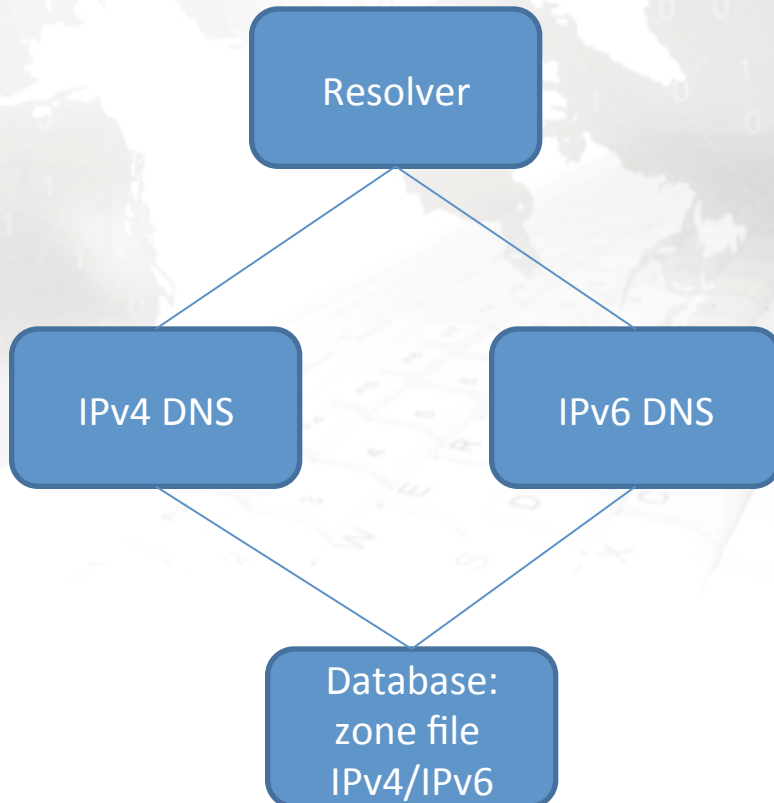 Resolver
IPv4 DNS
IPv6 DNS
Database:
zone file
IPv4/IPv6